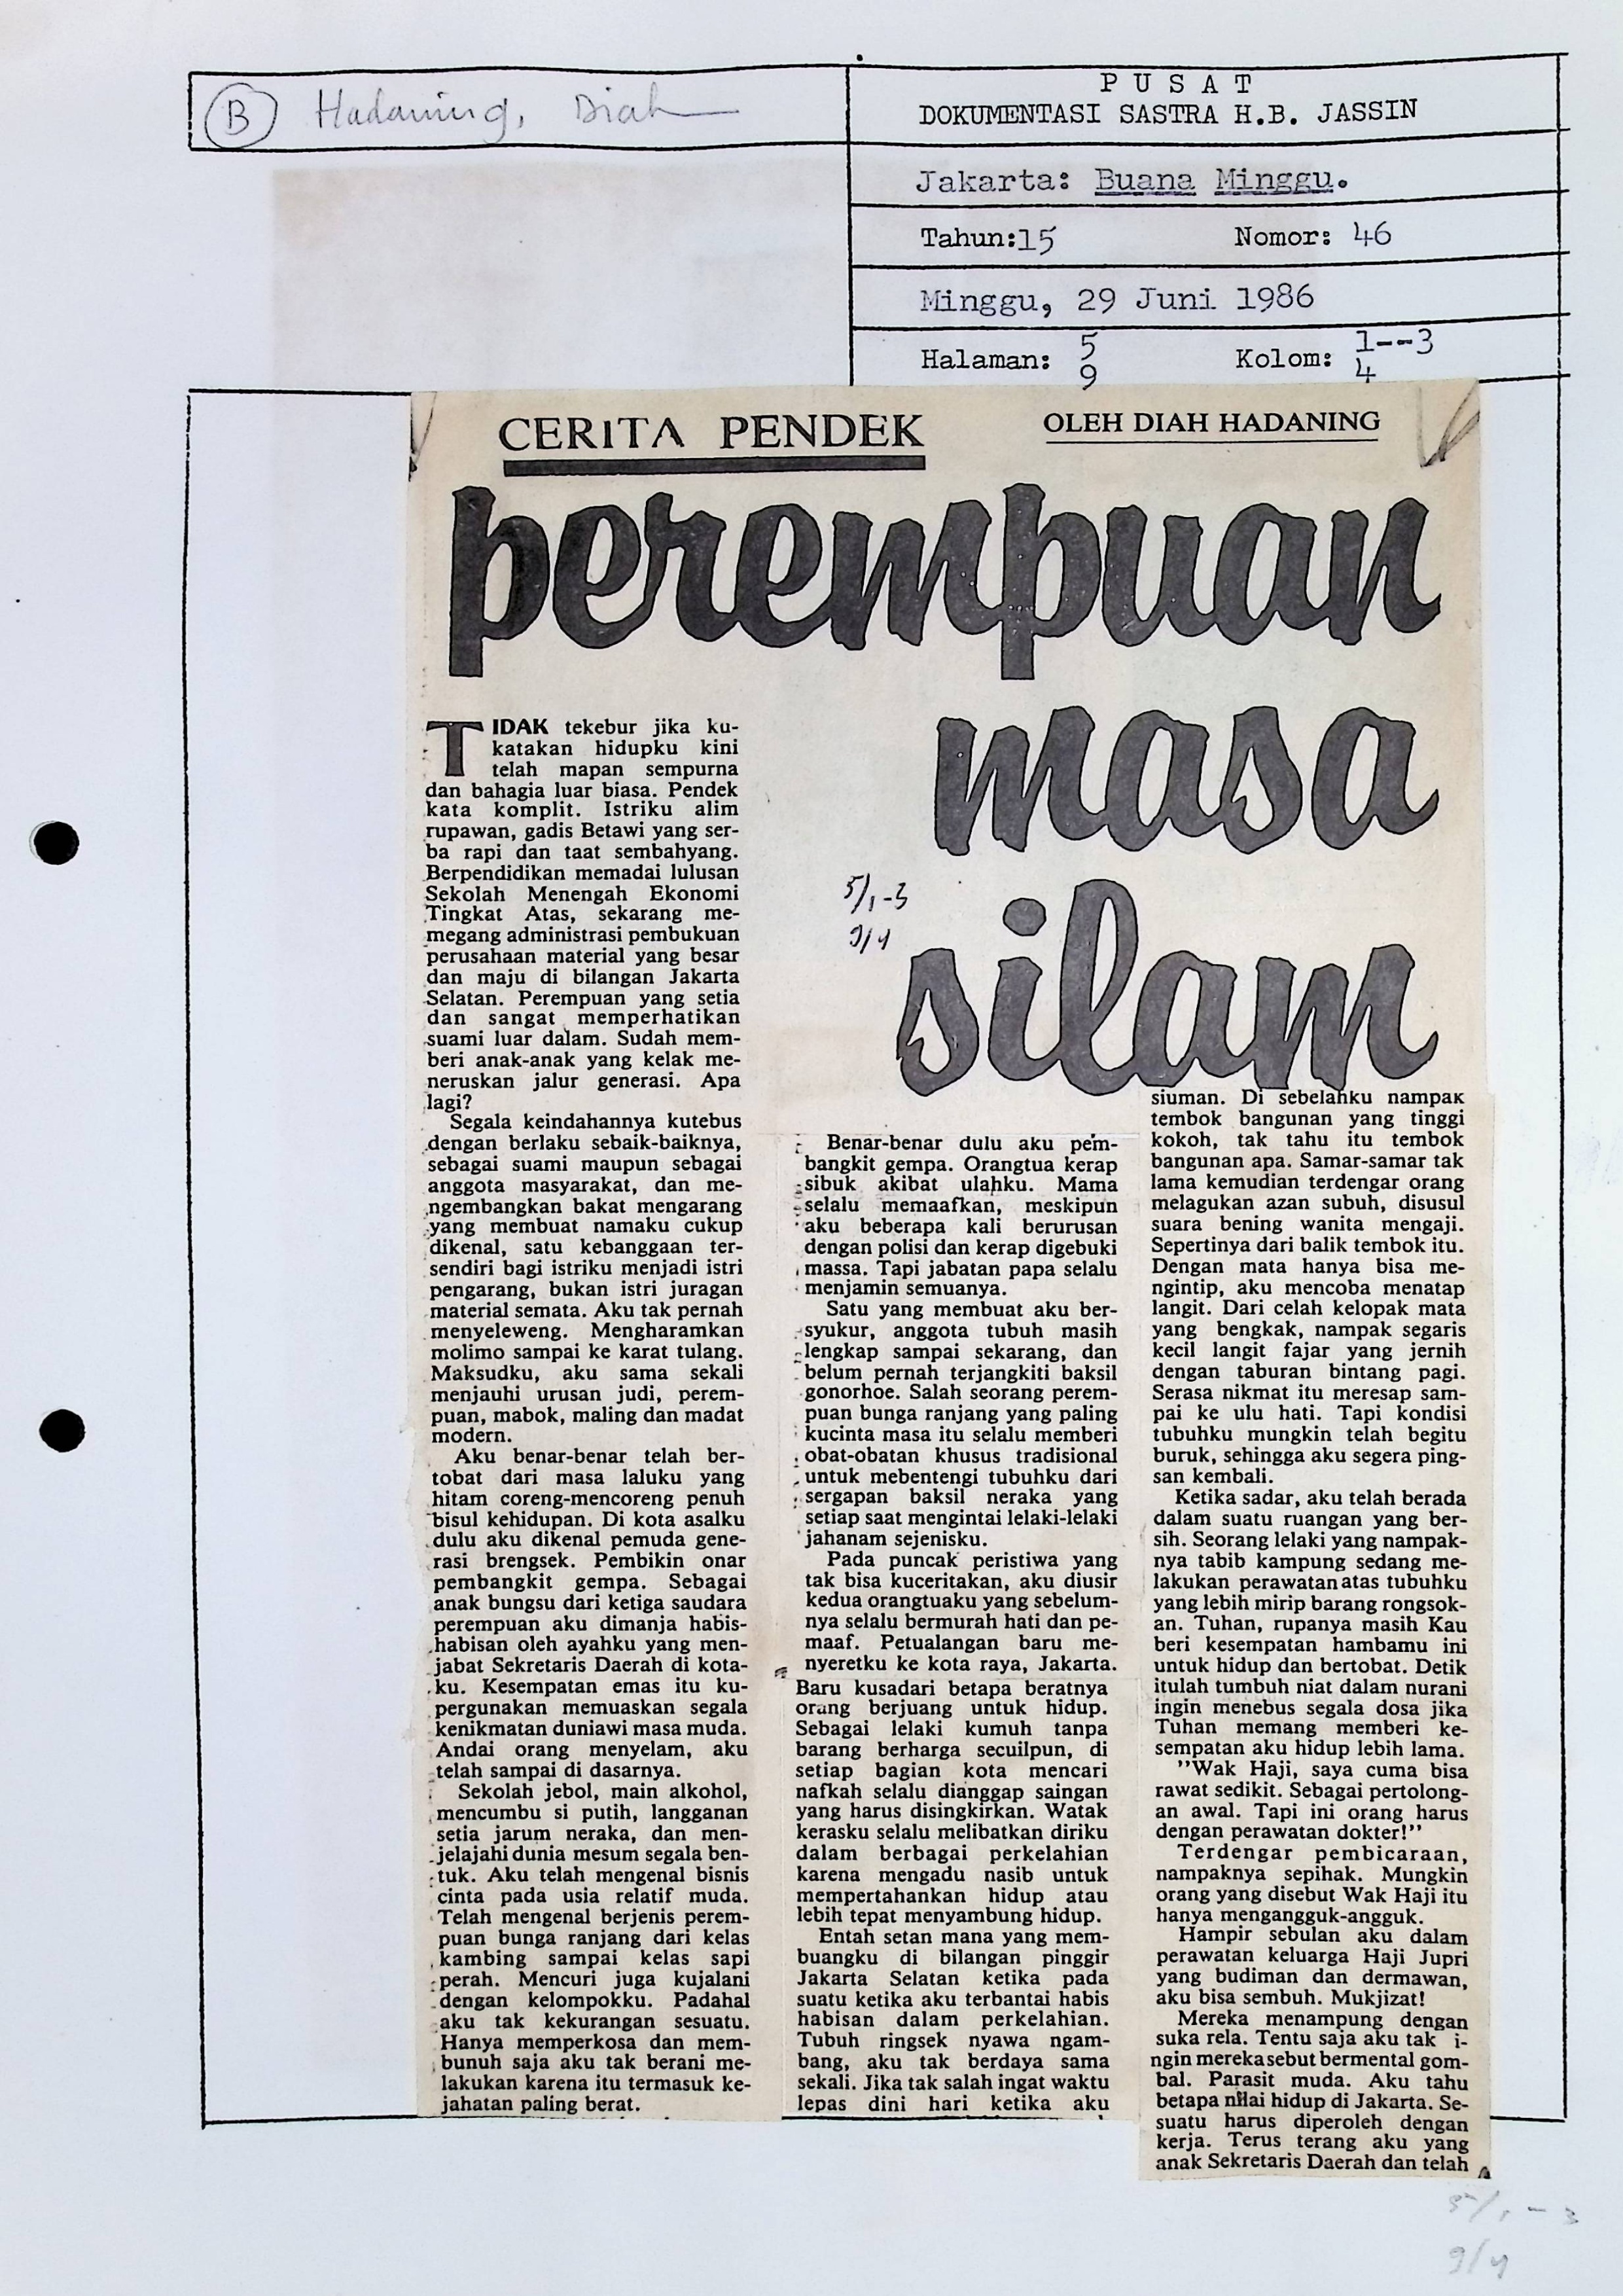 B Hadaning, Diah
PUSAT
DOKUMENTASI SASTRA H.B. JASSIN
Jakarta: Buana Minggu.
Tahun:15 Nomor: 46
Minggu, 29 Juni 1986
Halaman: 5 Kolom: 1--3
9 4
CERITA PENDEK
OLEH DIAH HADANING
perempuan
masa
silam
5/1-3
9/4
TIDAK tekebur jika ku-
katakan hidupku kini
telah mapan sempurna
dan bahagia luar biasa. Pendek
kata komplit. Istriku alim
rupawan, gadis Betawi yang ser-
ba rapi dan taat sembahyang.
Berpendidikan memadai lulusan
Sekolah Menengah Ekonomi
Tingkat Atas, sekarang me-
megang administrasi pembukuan
perusahaan material yang besar
dan maju di bilangan Jakarta
Selatan. Perempuan yang setia
dan sangat memperhatikan
suami luar dalam. Sudah mem-
beri anak-anak yang kelak me-
neruskan jalur generasi. Apa
lagi?
Segala keindahannya kutebus
dengan berlaku sebaik-baiknya,
sebagai suami maupun sebagai
anggota masyarakat, dan me-
ngembangkan bakat mengarang
yang membuat namaku cukup
dikenal, satu kebanggaan ter-
sendiri bagi istriku menjadi istri
pengarang, bukan istri juragan
material semata. Aku tak pernah
menyeleweng. Mengharamkan
molimo sampai ke karat tulang.
Maksudku, aku sama sekali
menjauhi urusan judi, perem-
puan, mabok, maling dan madat
modern.
Aku benar-benar telah ber-
tobat dari masa laluku yang
hitam coreng-mencoreng penuh
bisul kehidupan. Di kota asalku
dulu aku dikenal pemuda gene-
rasi brengsek. Pembikin onar
pembangkit gempa. Sebagai
anak bungsu dari ketiga saudara
perempuan aku dimanja habis-
habisan oleh ayahku yang men-
jabat Sekretaris Daerah di kota-
ku. Kesempatan emas itu ku-
pergunakan memuaskan segala
kenikmatan duniawi masa muda.
Andai orang menyelam, aku
telah sampai di dasarnya.
Sekolah jebol, main alkohol,
mencumbu si putih, langganan
setia jarum neraka, dan men-
jelajahi dunia mesum segala ben-
tuk. Aku telah mengenal bisnis
cinta pada usia relatif muda.
Telah mengenal berjenis perem-
puan bunga ranjang dari kelas
kambing sampai kelas sapi
perah. Mencuri juga kujalani
dengan kelompokku. Padahal
aku tak kekurangan sesuatu.
Hanya memperkosa dan mem-
bunuh saja aku tak berani me-
lakukan karena itu termasuk ke-
jahatan paling berat.
Benar-benar dulu aku pem-
bangkit gempa. Orangtua kerap
sibuk akibat ulahku. Mama
selalu memaafkan, meskipun
aku beberapa kali berurusan
dengan polisi dan kerap digebuki
massa. Tapi jabatan papa selalu
menjamin semuanya.
Satu yang membuat aku ber-
syukur, anggota tubuh masih
lengkap sampai sekarang, dan
belum pernah terjangkiti baksil
gonorhoe. Salah seorang perem-
puan bunga ranjang yang paling
kucinta masa itu selalu memberi
obat-obatan khusus tradisional
untuk mebentengi tubuhku dari
sergapan baksil neraka yang
setiap saat mengintai lelaki-lelaki
jahanam sejenisku.
Pada puncak peristiwa yang
tak bisa kuceritakan, aku diusir
kedua orangtuaku yang sebelum-
nya selalu bermurah hati dan pe-
maaf. Petualangan baru me-
nyeretku ke kota raya, Jakarta.
Baru kusadari betapa beratnya
orang berjuang untuk hidup.
Sebagai lelaki kumuh tanpa
barang berharga secuilpun, di
setiap bagian kota mencari
nafkah selalu dianggap saingan
yang harus disingkirkan. Watak
kerasku selalu melibatkan diriku
dalam berbagai perkelahian
karena mengadu nasib untuk
mempertahankan hidup atau
lebih tepat menyambung hidup.
Entah setan mana yang mem-
buangku di bilangan pinggir
Jakarta Selatan ketika pada
suatu ketika aku terbantai habis
habisan dalam perkelahian.
Tubuh ringsek nyawa ngam-
bang, aku tak berdaya sama
sekali. Jika tak salah ingat waktu
lepas dini hari ketika aku
siuman. Di sebelahku nampak
tembok bangunan yang tinggi
kokoh, tak tahu itu tembok
bangunan apa. Samar-samar tak
lama kemudian terdengar orang
melagukan azan subuh, disusul
suara bening wanita mengaji.
Sepertinya dari balik tembok itu.
Dengan mata hanya bisa me-
ngintip, aku mencoba menatap
langit. Dari celah kelopak mata
yang bengkak, nampak segaris
kecil langit fajar yang jernih
dengan taburan bintang pagi.
Serasa nikmat itu meresap sam-
pai ke ulu hati. Tapi kondisi
tubuhku mungkin telah begitu
buruk, sehingga aku segera ping-
san kembali.
Ketika sadar, aku telah berada
dalam suatu ruangan yang ber-
sih. Seorang lelaki yang nampak-
nya tabib kampung sedang me-
lakukan perawatan atas tubuhku
yang lebih mirip barang rongsok-
an. Tuhan, rupanya masih Kau
beri kesempatan hambamu ini
untuk hidup dan bertobat. Detik
itulah tumbuh niat dalam nurani
ingin menebus segala dosa jika
Tuhan memang memberi ke-
sempatan aku hidup lebih lama.
"Wak Haji, saya cuma bisa
rawat sedikit. Sebagai pertolong-
an awal. Tapi ini orang harus
dengan perawatan dokter!"
Terdengar pembicaraan,
nampaknya sepihak. Mungkin
orang yang disebut Wak Haji itu
hanya mengangguk-angguk.
Hampir sebulan aku dalam
perawatan keluarga Haji Jupri
yang budiman dan dermawan,
aku bisa sembuh. Mukjizat!
Mereka menampung dengan
suka rela. Tentu saja aku tak i-
ngin mereka sebut bermental gom-
bal. Parasit muda. Aku tahu
betapa nilai hidup di Jakarta. Se-
suatu harus diperoleh dengan
kerja. Terus terang aku yang
anak Sekretaris Daerah dan telah
5/1-3
9/4